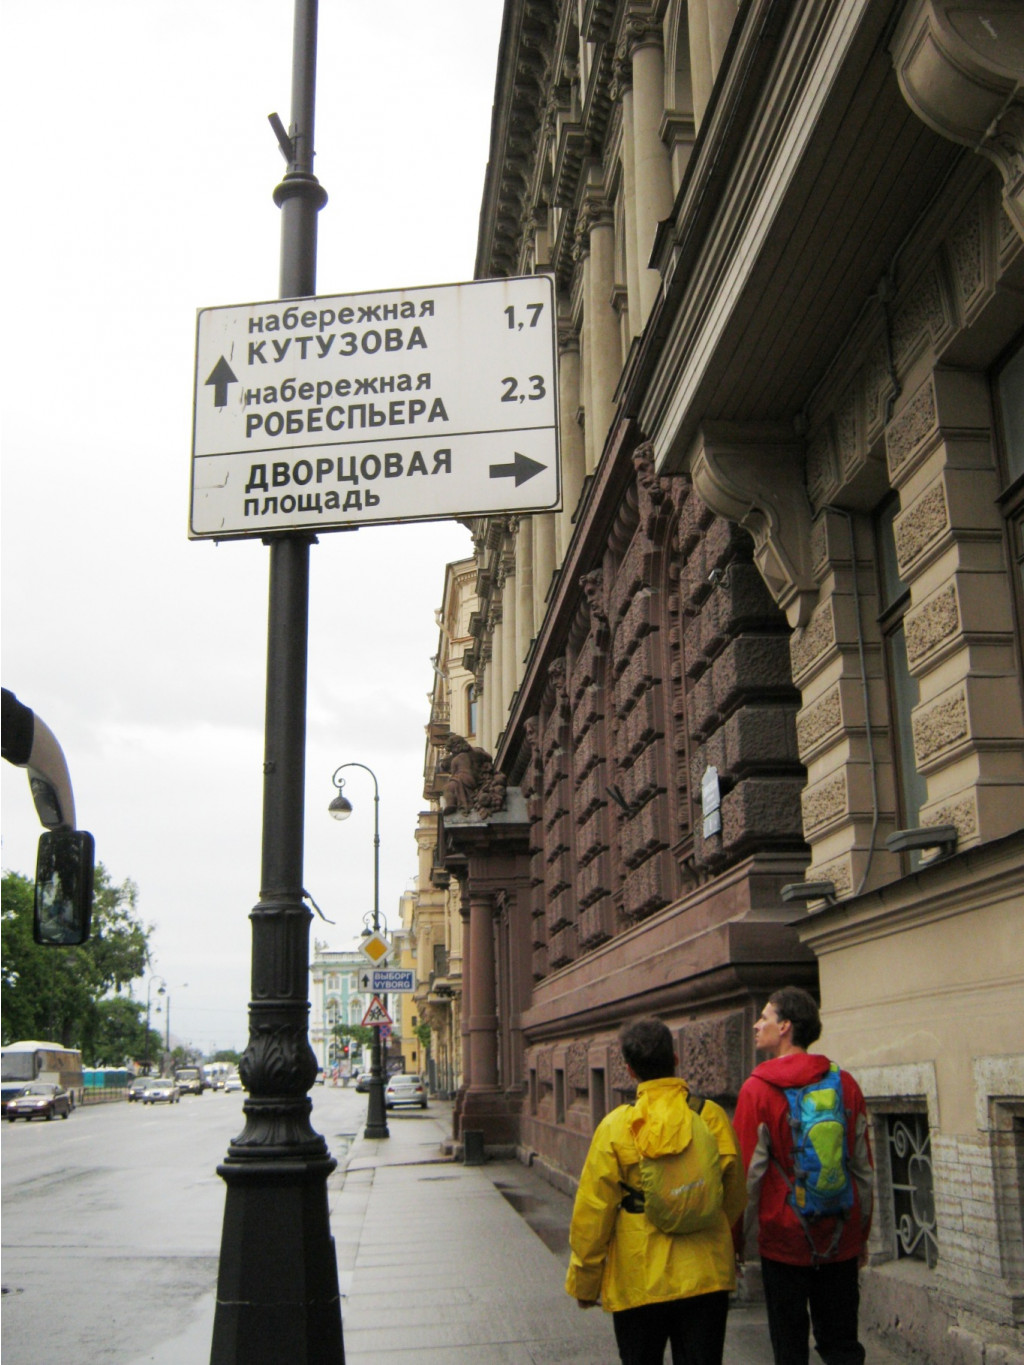 набережная 1,7
КУТУЗОВА
набережная 2,3
РОБЕСПЬЕРА
ДВОРЦОВАЯ
площадь
ВЫБОРГ
VYBORG